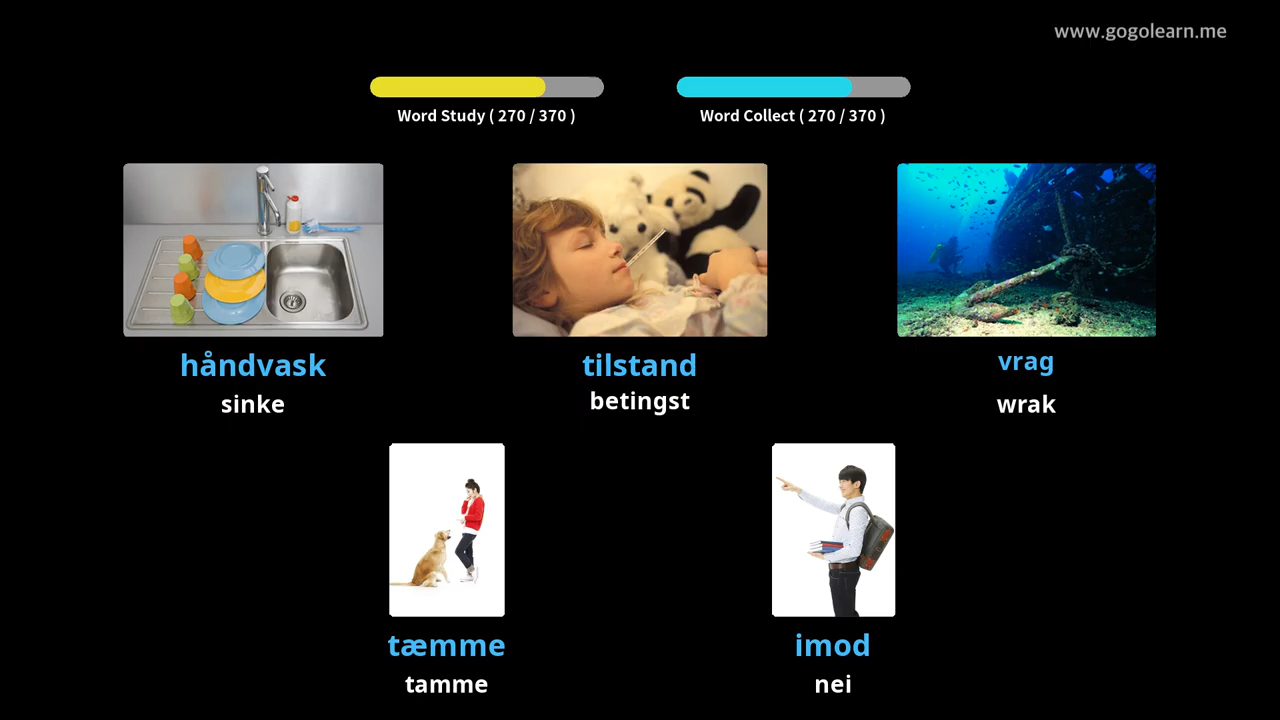 www.gogolearn.me
Word Study ( 270 / 370 )
Word Collect ( 270 / 370 )
håndvask
sinke
tilstand
betingst
vrag
wrak
tæmme
tamme
imod
nei